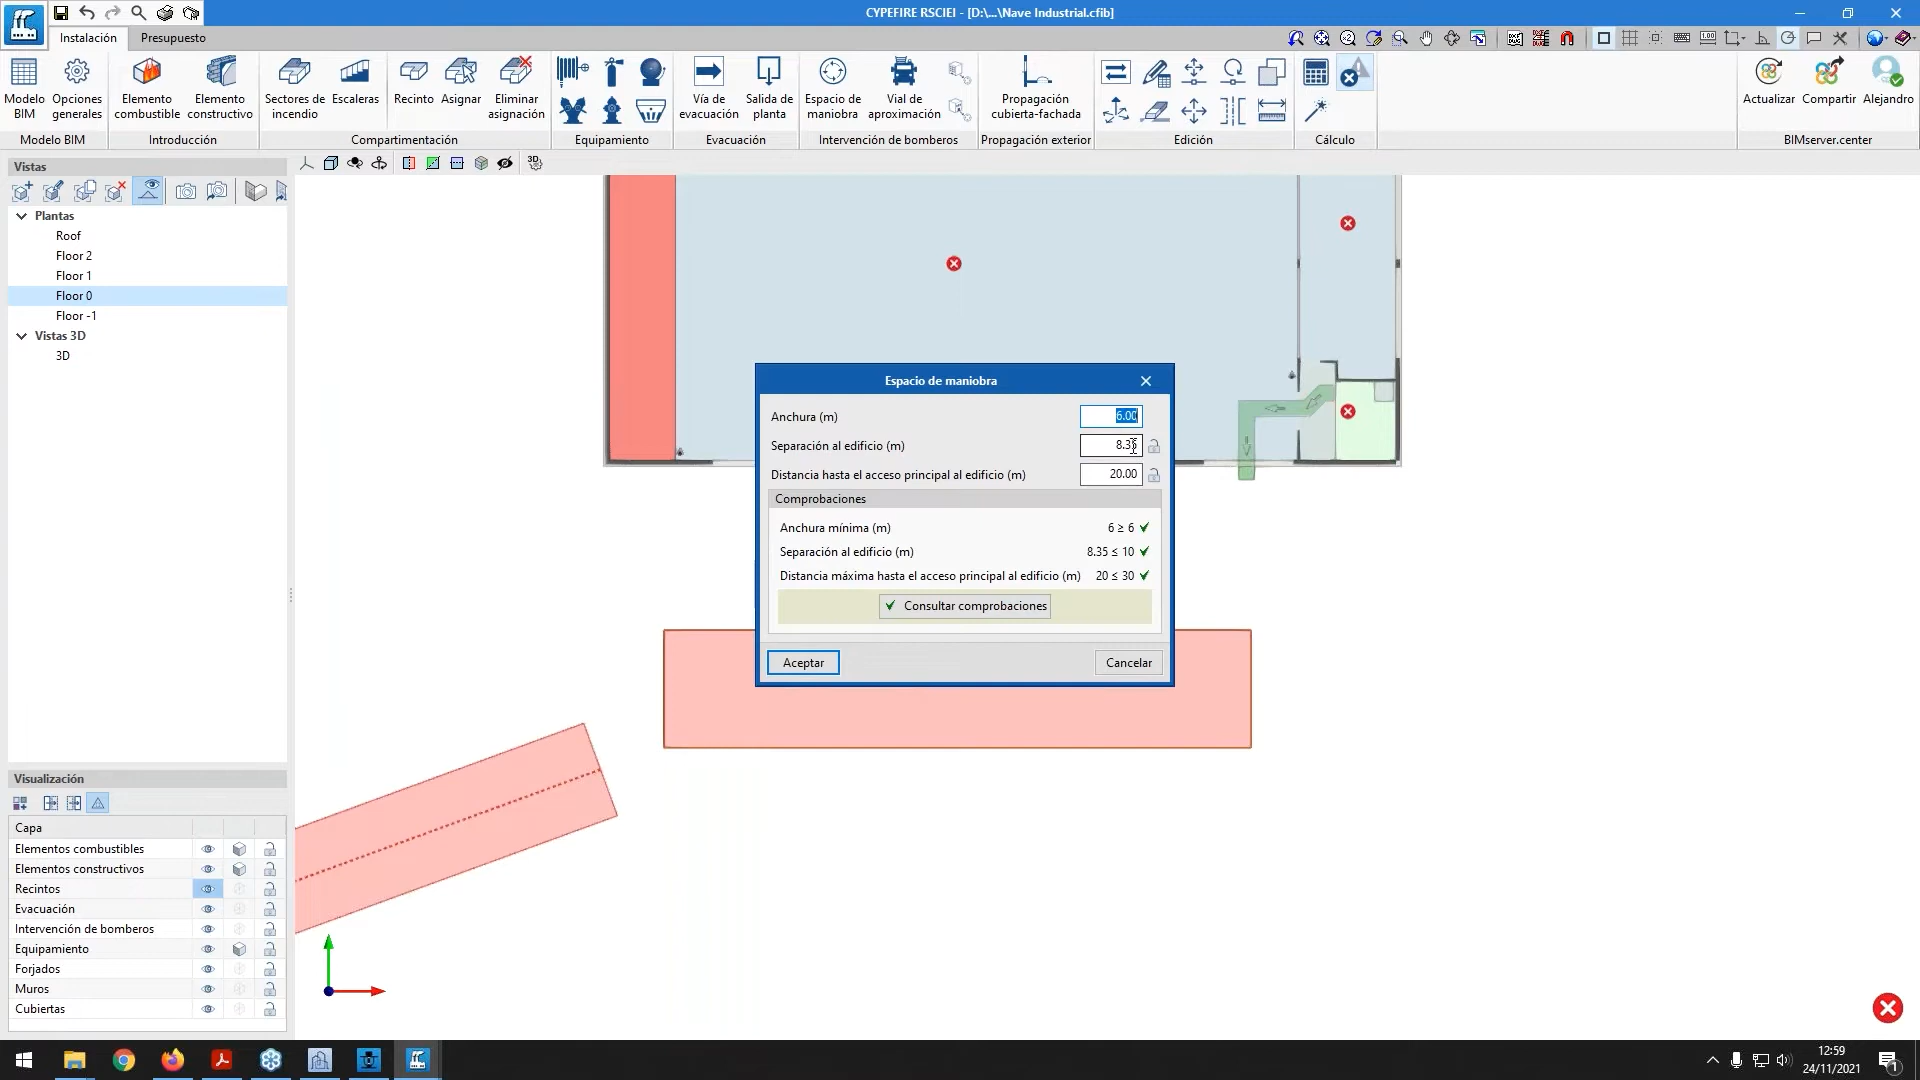 CYPEFIRE RSCIEI - [D:\...\Nave Industrial.cfib]
Instalación
Presupuesto
Modelo BIM
Opciones generales
Elemento combustible
Elemento constructivo
Sectores de incendio
Escaleras
Recinto
Asignar
Eliminar asignación
Vía de evacuación
Salida de planta
Espacio de maniobra
Vial de aproximación
Propagación cubierta-fachada
Actualizar
Compartir
Alejandro
Modelo BIM
Introducción
Compartimentación
Equipamiento
Evacuación
Intervención de bomberos
Propagación exterior
Edición
Cálculo
BIMserver.center
Vistas
Plantas
Roof
Floor 2
Floor 1
Floor 0
Floor -1
Vistas 3D
3D
Espacio de maniobra
Anchura (m) 6.00
Separación al edificio (m) 8.35
Distancia hasta el acceso principal al edificio (m) 20.00
Comprobaciones
Anchura mínima (m) 6 ≥ 6
Separación al edificio (m) 8.35 ≤ 10
Distancia máxima hasta el acceso principal al edificio (m) 20 ≤ 30
Consultar comprobaciones
Aceptar
Cancelar
Visualización
Capa
Elementos combustibles
Elementos constructivos
Recintos
Evacuación
Intervención de bomberos
Equipamiento
Forjados
Muros
Cubiertas
12:59
24/11/2021